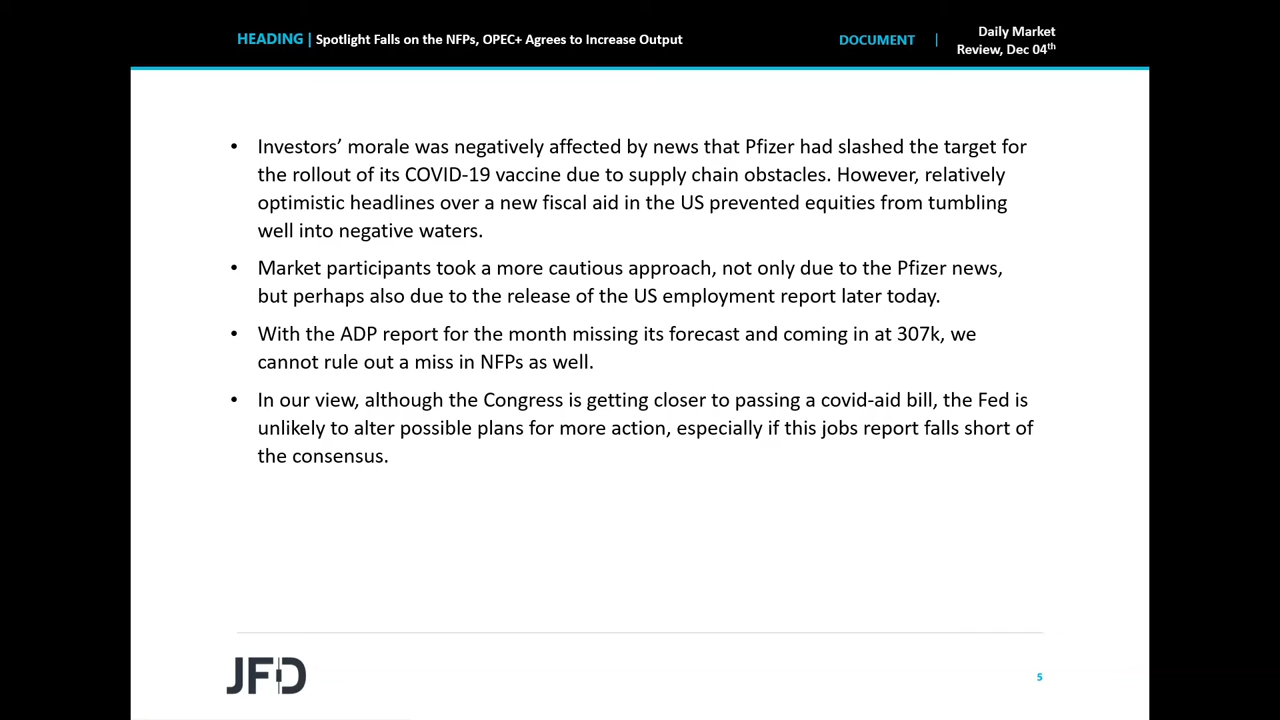 HEADING | Spotlight Falls on the NFPs, OPEC+ Agrees to Increase Output
DOCUMENT | Daily Market
Review, Dec 04th
• Investors’ morale was negatively affected by news that Pfizer had slashed the target for
the rollout of its COVID-19 vaccine due to supply chain obstacles. However, relatively
optimistic headlines over a new fiscal aid in the US prevented equities from tumbling
well into negative waters.
• Market participants took a more cautious approach, not only due to the Pfizer news,
but perhaps also due to the release of the US employment report later today.
• With the ADP report for the month missing its forecast and coming in at 307k, we
cannot rule out a miss in NFPs as well.
• In our view, although the Congress is getting closer to passing a covid-aid bill, the Fed is
unlikely to alter possible plans for more action, especially if this jobs report falls short of
the consensus.
JFD
5